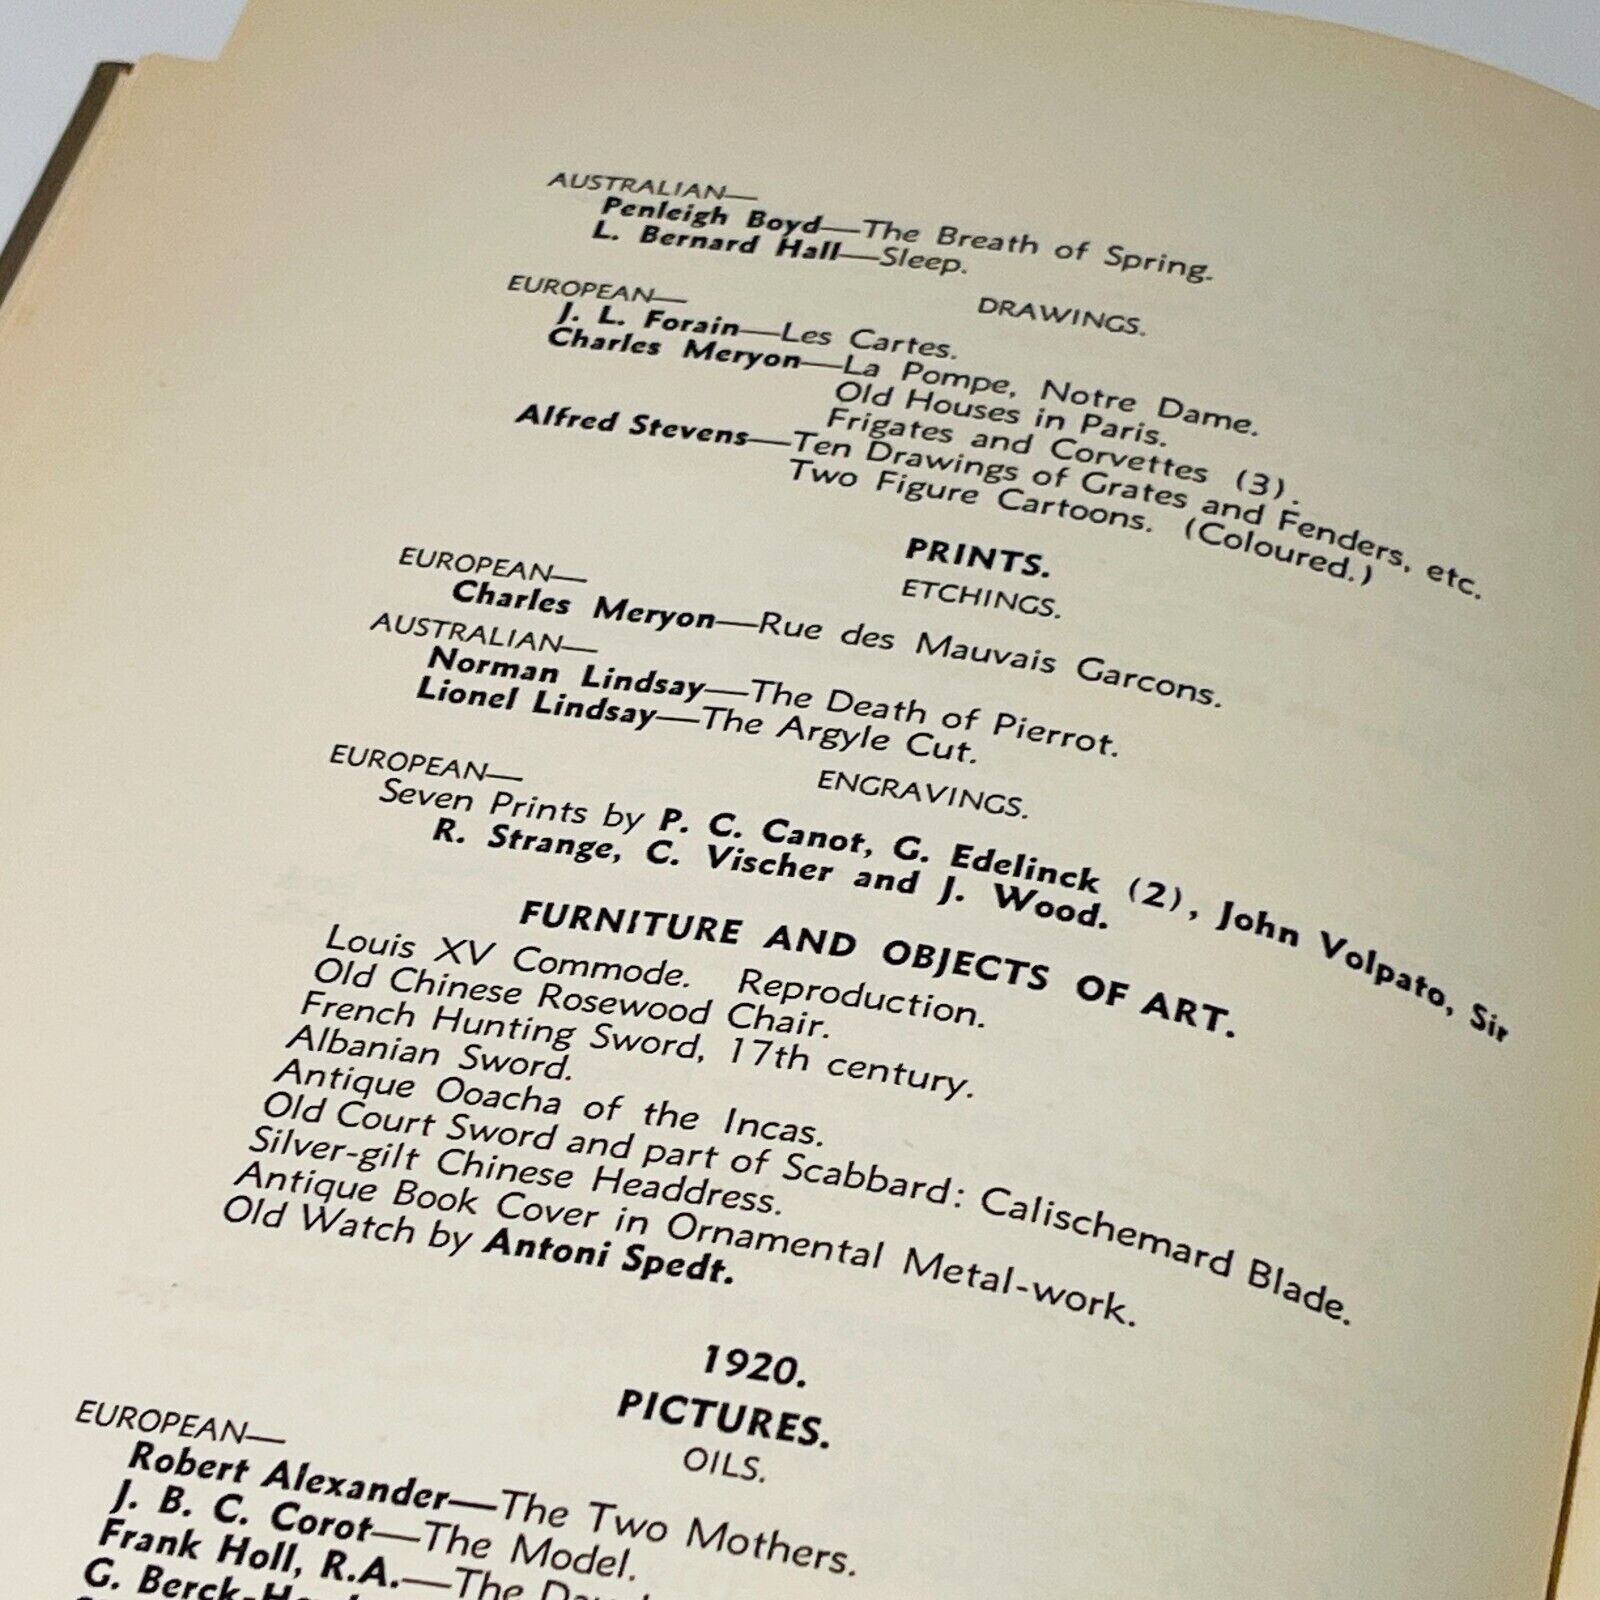 AUSTRALIAN—
Penleigh Boyd—The Breath of Spring.
L. Bernard Hall—Sleep.
DRAWINGS.
EUROPEAN—
J. L. Forain—Les Cartes.
Charles Meryon—La Pompe, Notre Dame.
Old Houses in Paris.
Frigates and Corvettes (3).
Alfred Stevens—Ten Drawings of Grates and Fenders, etc.
Two Figure Cartoons. (Coloured.)
PRINTS.
ETCHINGS.
EUROPEAN—
Charles Meryon—Rue des Mauvais Garcons.
AUSTRALIAN—
Norman Lindsay—The Death of Pierrot.
Lionel Lindsay—The Argyle Cut.
ENGRAVINGS.
EUROPEAN—
Seven Prints by P. C. Canot, G. Edelinck (2), John Volpato, Sir
R. Strange, C. Vischer and J. Wood.
FURNITURE AND OBJECTS OF ART.
Louis XV Commode. Reproduction.
Old Chinese Rosewood Chair.
French Hunting Sword, 17th century.
Albanian Sword.
Antique Ooacha of the Incas.
Old Court Sword and part of Scabbard: Calischemard Blade.
Silver-gilt Chinese Headdress.
Antique Book Cover in Ornamental Metal-work.
Old Watch by Antoni Spedt.
1920.
PICTURES.
OILS.
EUROPEAN—
Robert Alexander—The Two Mothers.
J. B. C. Corot—The Model.
Frank Holl, R.A.—The
G.